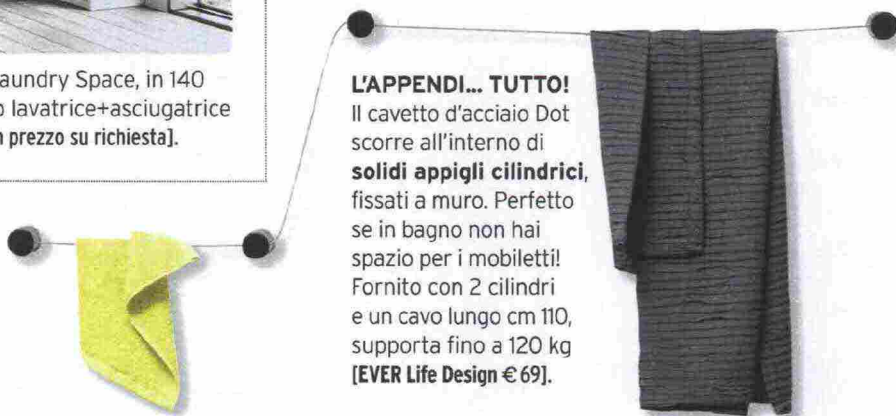 aundry Space, in 140
lavatrice+asciugatrice
prezzo su richiesta].
L'APPENDI... TUTTO!
Il cavetto d'acciaio Dot
scorre all'interno di
solidi appigli cilindrici,
fissati a muro. Perfetto
se in bagno non hai
spazio per i mobiletti!
Fornito con 2 cilindri
e un cavo lungo cm 110,
supporta fino a 120 kg
[EVER Life Design € 69].